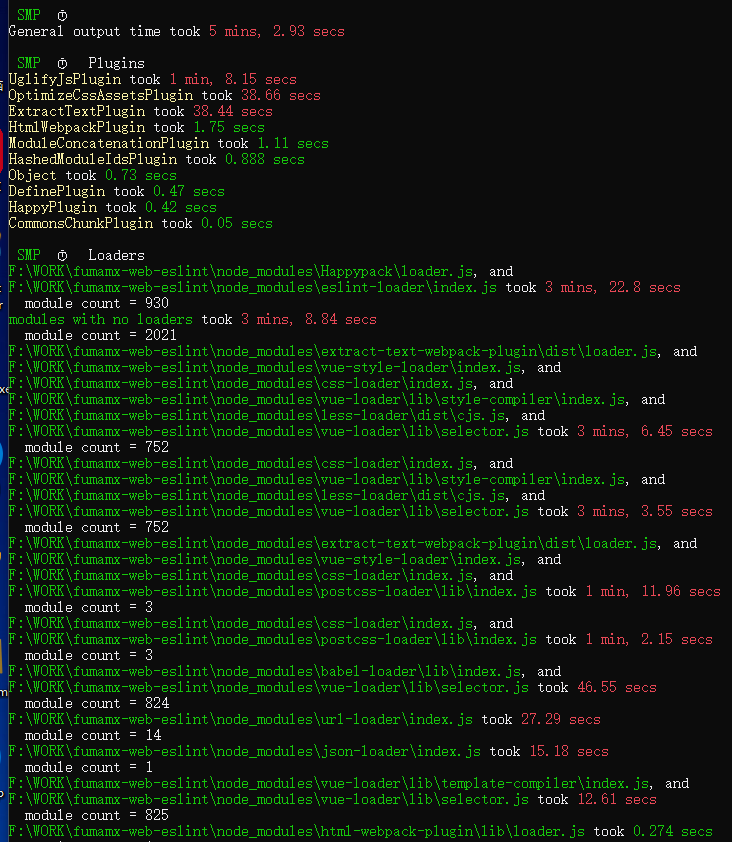 SMP ⏱
General output time took 5 mins, 2.93 secs
SMP ⏱ Plugins
UglifyJsPlugin took 1 min, 8.15 secs
OptimizeCssAssetsPlugin took 38.66 secs
ExtractTextPlugin took 38.44 secs
HtmlWebpackPlugin took 1.75 secs
ModuleConcatenationPlugin took 1.11 secs
HashedModuleIdsPlugin took 0.888 secs
Object took 0.73 secs
DefinePlugin took 0.47 secs
HappyPlugin took 0.42 secs
CommonsChunkPlugin took 0.05 secs
SMP ⏱ Loaders
F:\WORK\fumamx-web-eslint\node_modules\Happypack\loader.js, and
F:\WORK\fumamx-web-eslint\node_modules\eslint-loader\index.js took 3 mins, 22.8 secs
module count = 930
modules with no loaders took 3 mins, 8.84 secs
module count = 2021
F:\WORK\fumamx-web-eslint\node_modules\extract-text-webpack-plugin\dist\loader.js, and
F:\WORK\fumamx-web-eslint\node_modules\vue-style-loader\index.js, and
F:\WORK\fumamx-web-eslint\node_modules\css-loader\index.js, and
F:\WORK\fumamx-web-eslint\node_modules\vue-loader\lib\style-compiler\index.js, and
F:\WORK\fumamx-web-eslint\node_modules\less-loader\dist\cjs.js, and
F:\WORK\fumamx-web-eslint\node_modules\vue-loader\lib\selector.js took 3 mins, 6.45 secs
module count = 752
F:\WORK\fumamx-web-eslint\node_modules\css-loader\index.js, and
F:\WORK\fumamx-web-eslint\node_modules\vue-loader\lib\style-compiler\index.js, and
F:\WORK\fumamx-web-eslint\node_modules\less-loader\dist\cjs.js, and
F:\WORK\fumamx-web-eslint\node_modules\vue-loader\lib\selector.js took 3 mins, 3.55 secs
module count = 752
F:\WORK\fumamx-web-eslint\node_modules\extract-text-webpack-plugin\dist\loader.js, and
F:\WORK\fumamx-web-eslint\node_modules\vue-style-loader\index.js, and
F:\WORK\fumamx-web-eslint\node_modules\css-loader\index.js, and
F:\WORK\fumamx-web-eslint\node_modules\postcss-loader\lib\index.js took 1 min, 11.96 secs
module count = 3
F:\WORK\fumamx-web-eslint\node_modules\css-loader\index.js, and
F:\WORK\fumamx-web-eslint\node_modules\postcss-loader\lib\index.js took 1 min, 2.15 secs
module count = 3
F:\WORK\fumamx-web-eslint\node_modules\babel-loader\lib\index.js, and
F:\WORK\fumamx-web-eslint\node_modules\vue-loader\lib\selector.js took 46.55 secs
module count = 824
F:\WORK\fumamx-web-eslint\node_modules\url-loader\index.js took 27.29 secs
module count = 14
F:\WORK\fumamx-web-eslint\node_modules\json-loader\index.js took 15.18 secs
module count = 1
F:\WORK\fumamx-web-eslint\node_modules\vue-loader\lib\template-compiler\index.js, and
F:\WORK\fumamx-web-eslint\node_modules\vue-loader\lib\selector.js took 12.61 secs
module count = 825
F:\WORK\fumamx-web-eslint\node_modules\html-webpack-plugin\lib\loader.js took 0.274 secs